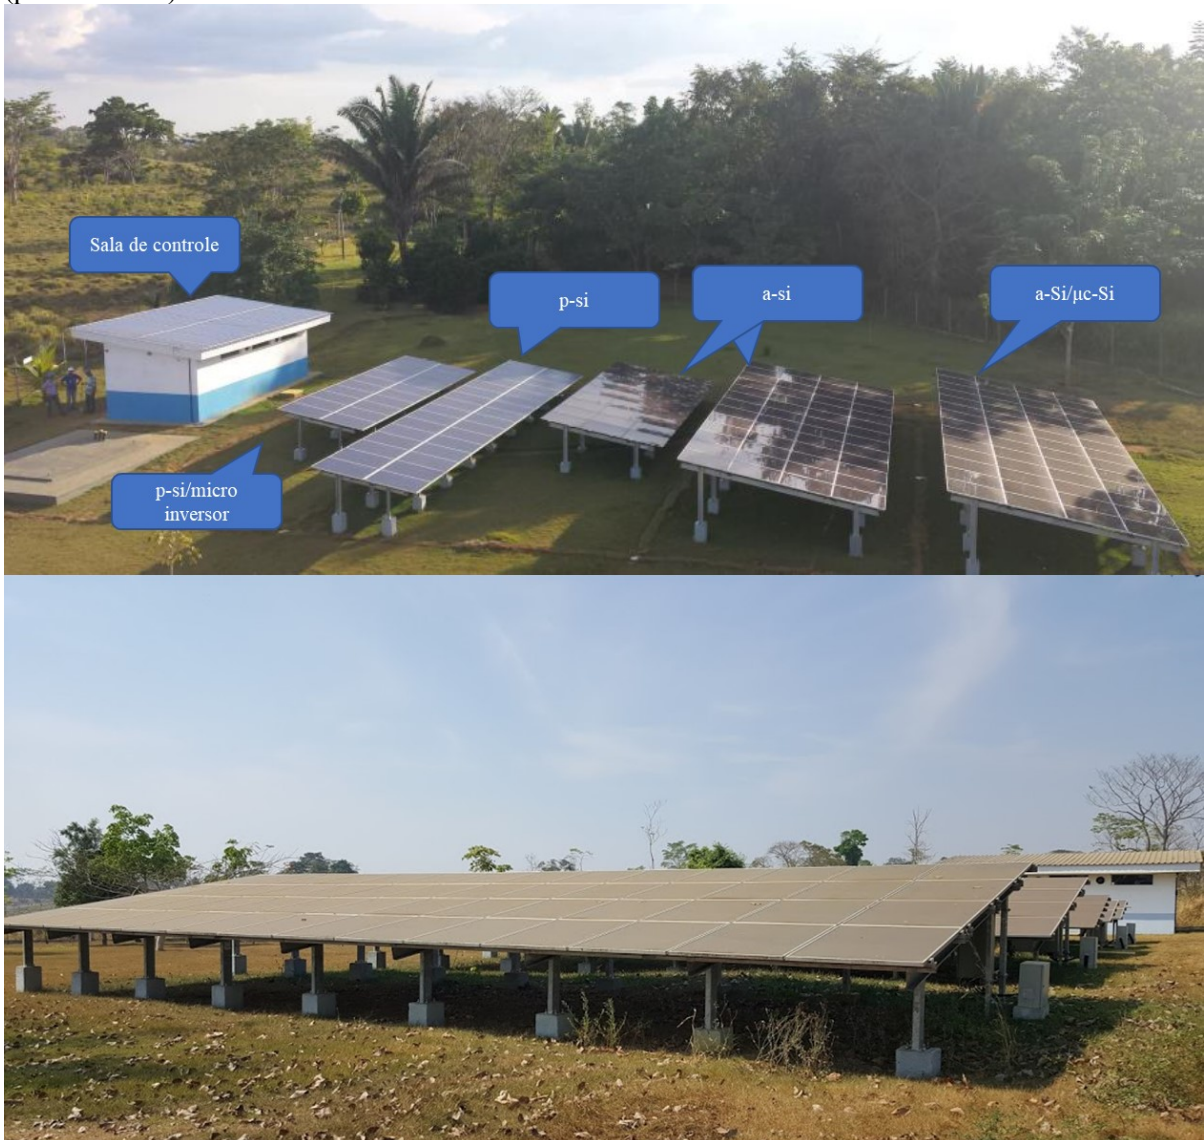 Sala de controle
p-si
a-si
a-Si/μc-Si
p-si/micro
inversor